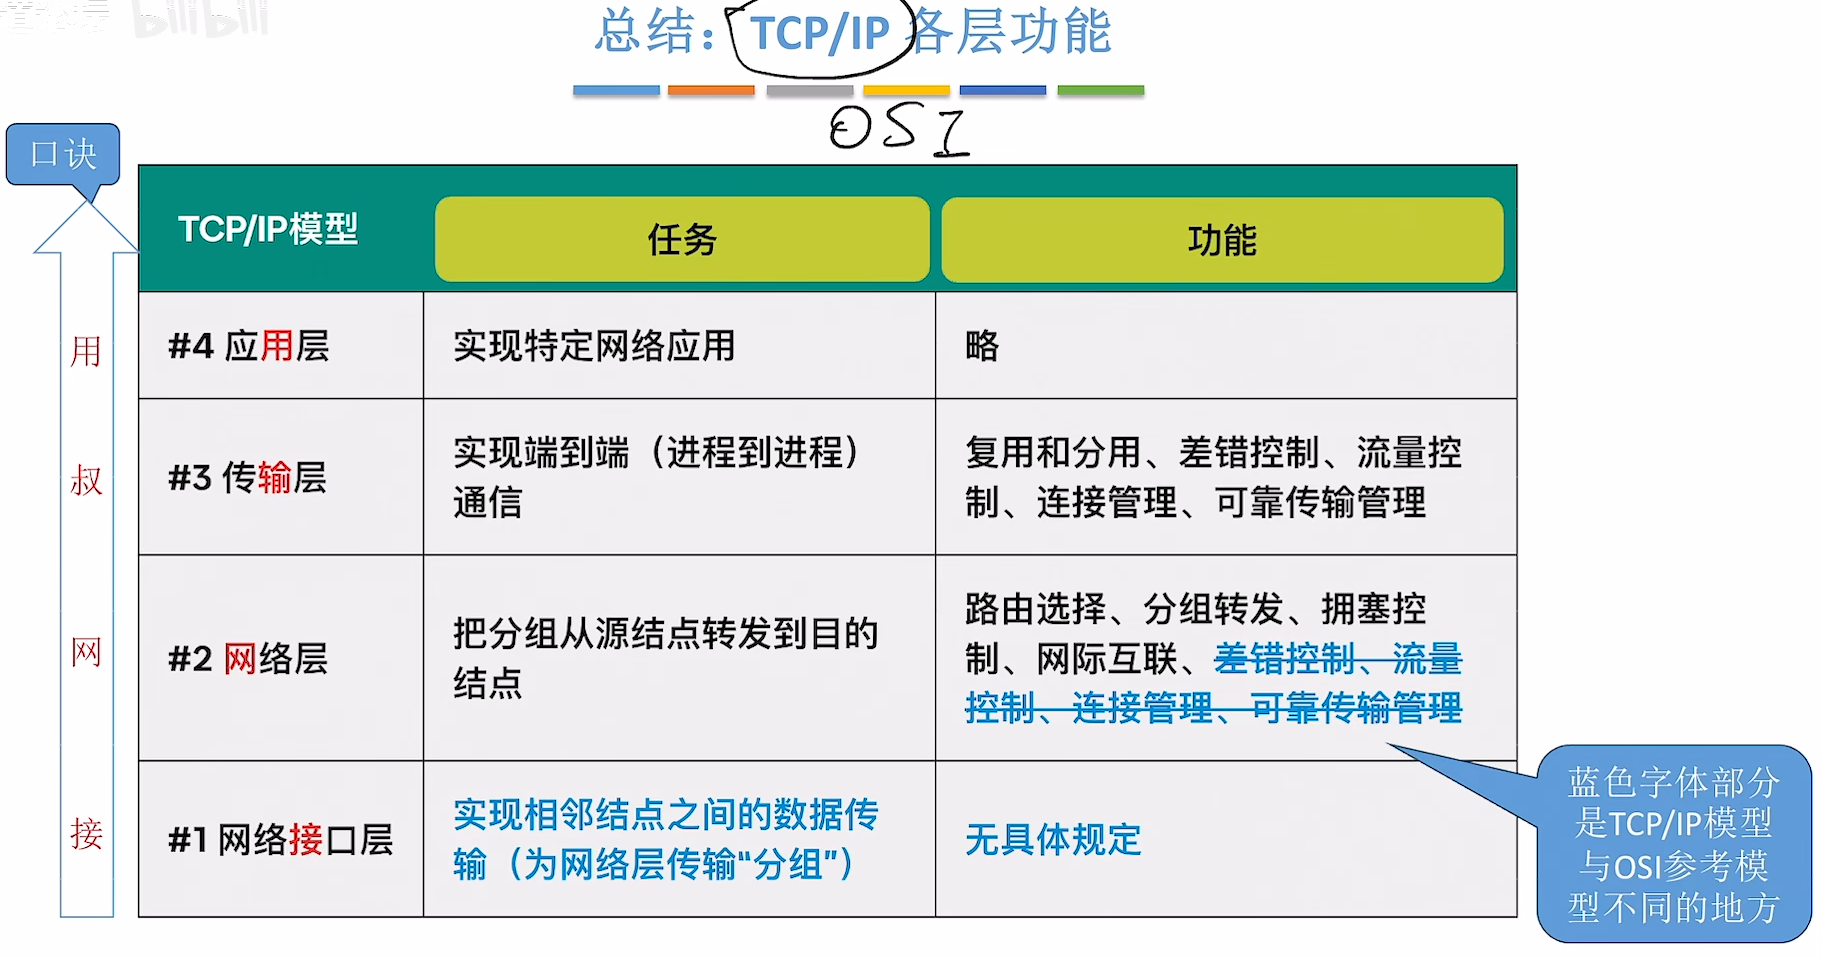 bilibili
总结：TCP/IP 各层功能
OSI
口诀
TCP/IP模型
任务
功能
用
#4 应用层
实现特定网络应用
略
叔
#3 传输层
实现端到端（进程到进程）
通信
复用和分用、差错控制、流量控
制、连接管理、可靠传输管理
网
#2 网络层
把分组从源结点转发到目的
结点
路由选择、分组转发、拥塞控
制、网际互联、差错控制、流量
控制、连接管理、可靠传输管理
接
#1 网络接口层
实现相邻结点之间的数据传
输（为网络层传输“分组”）
无具体规定
蓝色字体部分
是TCP/IP模型
与OSI参考模
型不同的地方